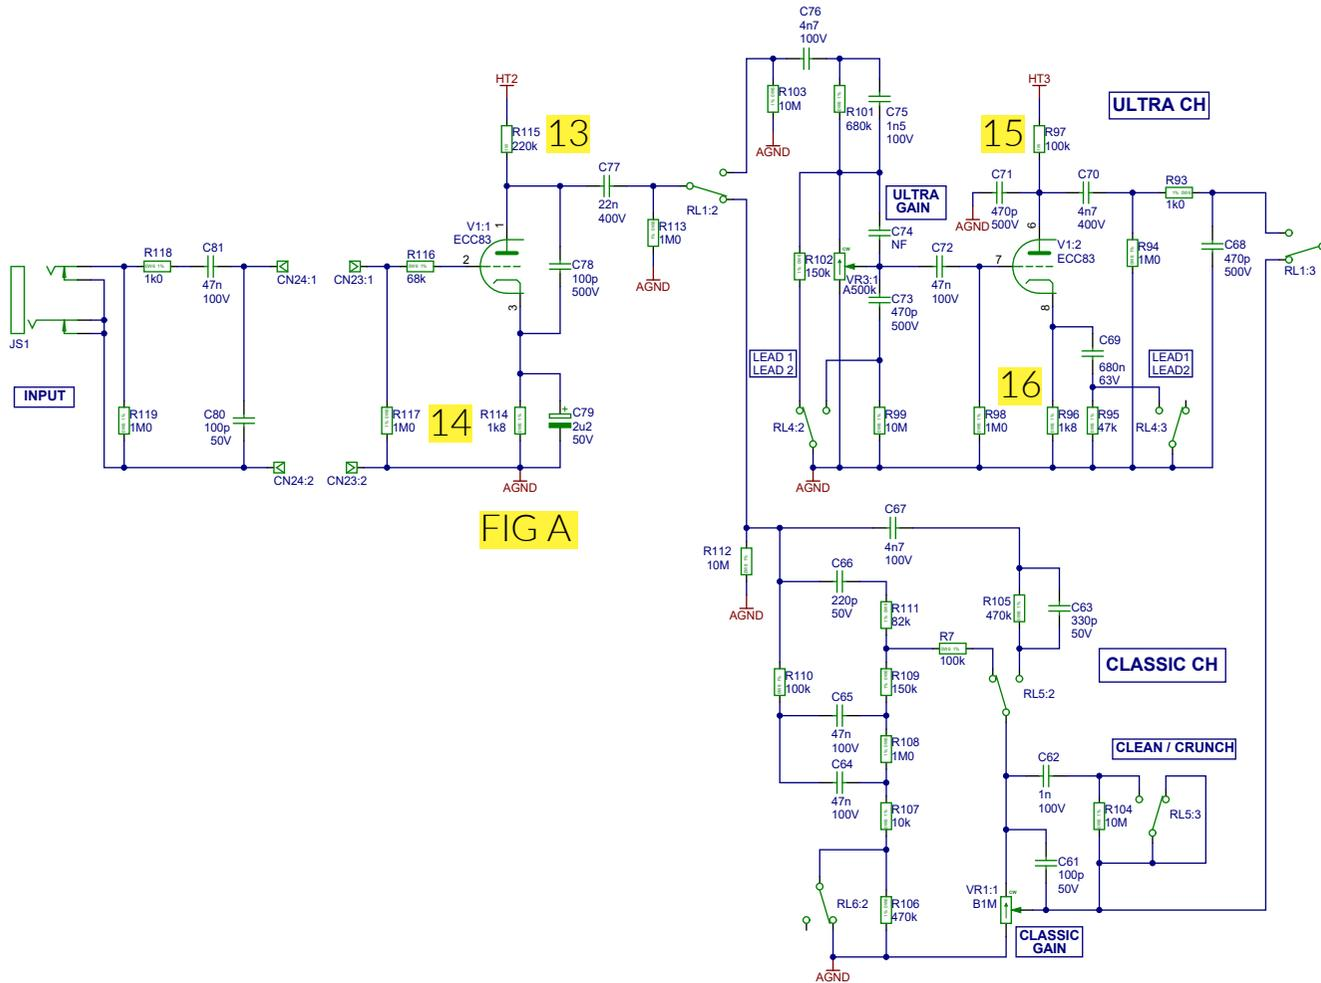 C76
4n7
100V
HT2
HT3
ULTRA CH
R103
10M
R101
680k
C75
1n5
100V
R115
220k
13
15
R97
100k
AGND
C77
22n
400V
RL1:2
ULTRA
GAIN
C71
470p
500V
AGND
C70
4n7
400V
R93
1k0
V1:1
ECC83
1
R113
1M0
AGND
C74
NF
6
V1:2
ECC83
R94
1M0
C68
470p
500V
RL1:3
R118
1k0
C81
47n
100V
CN24:1
CN23:1
R116
68k
2
3
C78
100p
500V
R102
150k
cw
VR3:1
A500k
C72
47n
100V
7
8
C73
470p
500V
JS1
INPUT
LEAD 1
LEAD 2
C69
680n
63V
LEAD1
LEAD2
16
R119
1M0
C80
100p
50V
R117
1M0
14
R114
1k8
C79
2u2
50V
RL4:2
R99
10M
R98
1M0
R96
1k8
R95
47k
RL4:3
CN24:2
CN23:2
AGND
AGND
FIG A
C67
4n7
100V
R112
10M
AGND
C66
220p
50V
R111
82k
R105
470k
C63
330p
50V
R7
100k
CLASSIC CH
R110
100k
R109
150k
RL5:2
C65
47n
100V
R108
1M0
CLEAN / CRUNCH
C64
47n
100V
C62
1n
100V
R107
10k
R104
10M
RL5:3
C61
100p
50V
RL6:2
R106
470k
VR1:1
B1M
cw
CLASSIC
GAIN
AGND